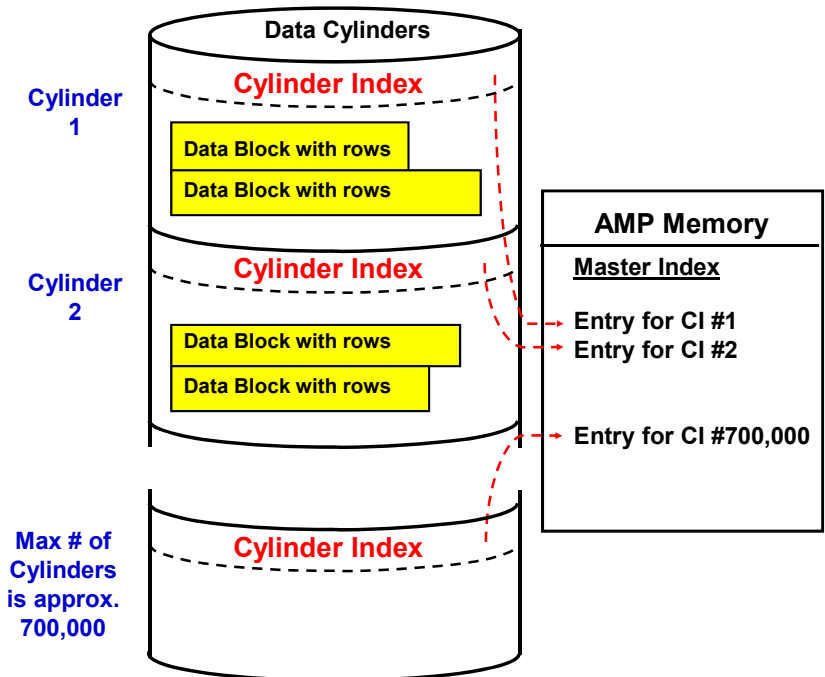 Data Cylinders
Cylinder
1
Cylinder Index
Data Block with rows
Data Block with rows
Cylinder
2
Cylinder Index
Data Block with rows
Data Block with rows
Max # of
Cylinders
is approx.
700,000
Cylinder Index
AMP Memory
Master Index
Entry for CI #1
Entry for CI #2
Entry for CI #700,000